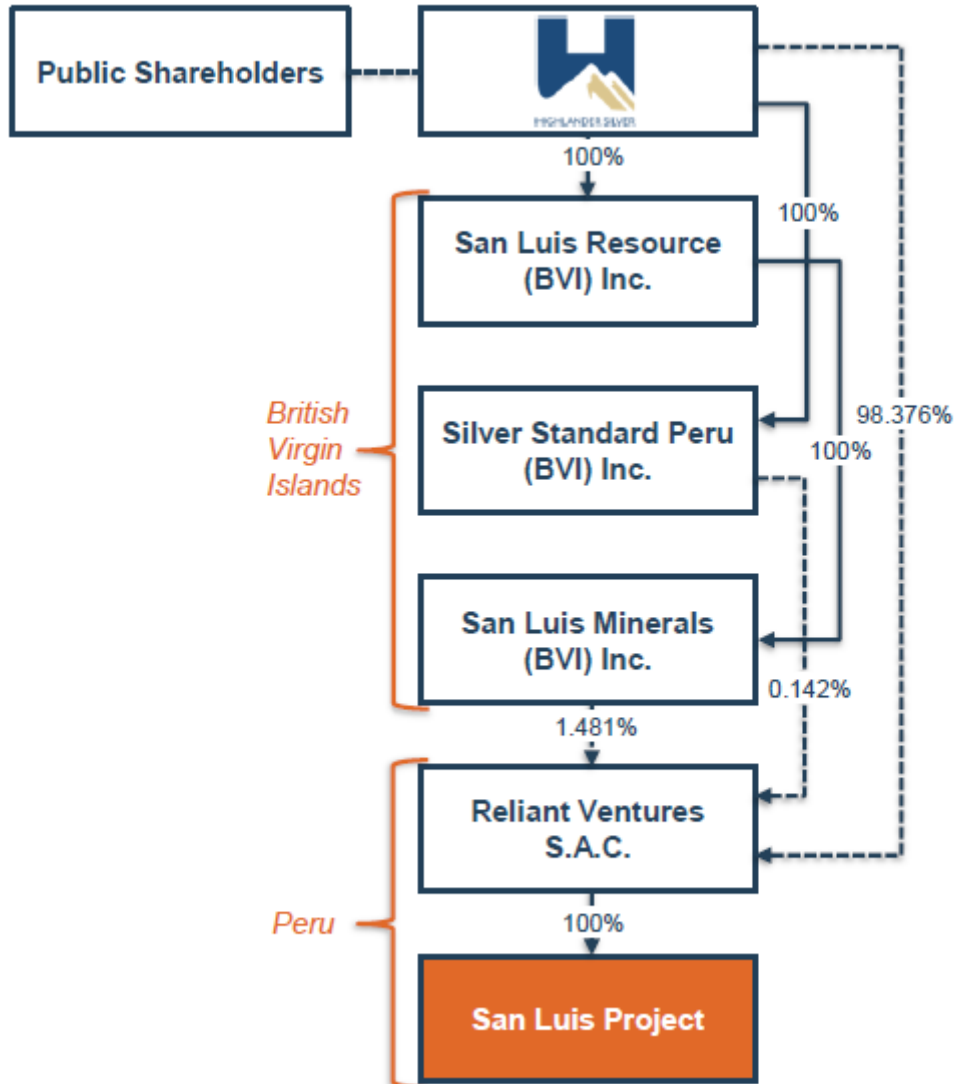 Public Shareholders
HIGHLANDER SILVER
100%
100%
San Luis Resource
(BVI) Inc.
British
Virgin
Islands
Silver Standard Peru
(BVI) Inc.
98.376%
100%
San Luis Minerals
(BVI) Inc.
0.142%
1.481%
Reliant Ventures
S.A.C.
Peru
100%
San Luis Project